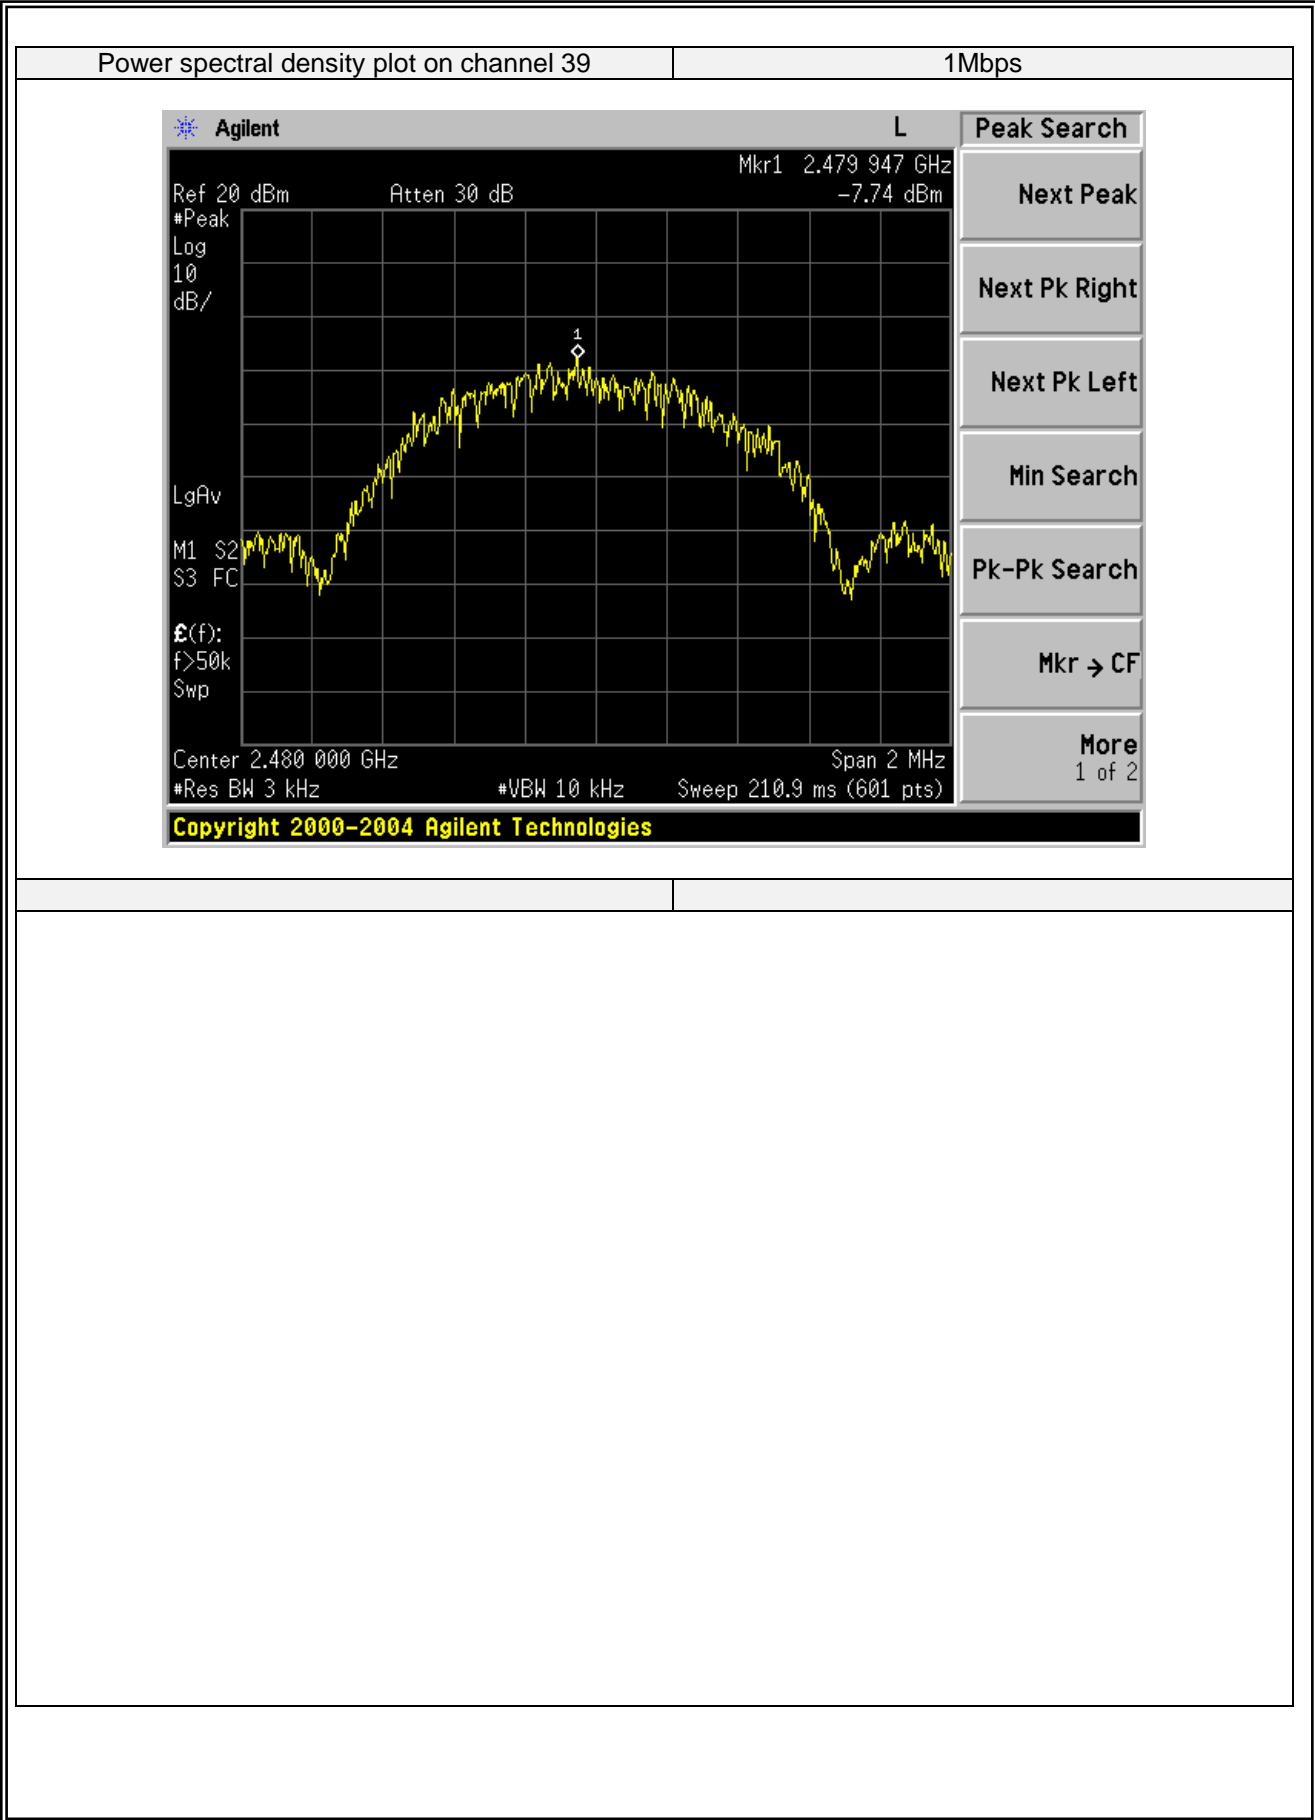 Power spectral density plot on channel 39
1Mbps
Agilent
L
Peak Search
Mkr1 2.479 947 GHz
Ref 20 dBm Atten 30 dB -7.74 dBm
#Peak
Log
10
dB/
1
LgAv
M1 S2
S3 FC
£(f):
f>50k
Swp
Center 2.480 000 GHz Span 2 MHz
#Res BW 3 kHz #VBW 10 kHz Sweep 210.9 ms (601 pts)
Next Peak
Next Pk Right
Next Pk Left
Min Search
Pk-Pk Search
Mkr → CF
More
1 of 2
Copyright 2000-2004 Agilent Technologies